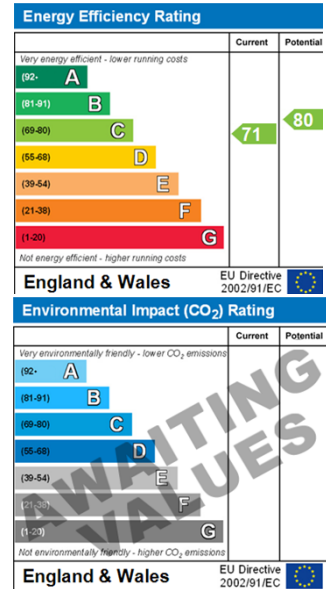 Energy Efficiency Rating
Current Potential
Very energy efficient - lower running costs
(92- A
(81-91) B
(69-80) C
71 80
(55-68) D
(39-54) E
(21-38) F
(1-20) G
Not energy efficient - higher running costs
England & Wales
EU Directive
2002/91/EC
Environmental Impact (CO2) Rating
Current Potential
Very environmentally friendly - lower CO2 emissions
(92- A
(81-91) B
(69-80) C
(55-68) D
(39-54) E
(21-38) F
(1-20) G
AWAITING
VALUES
Not environmentally friendly - higher CO2 emissions
England & Wales
EU Directive
2002/91/EC